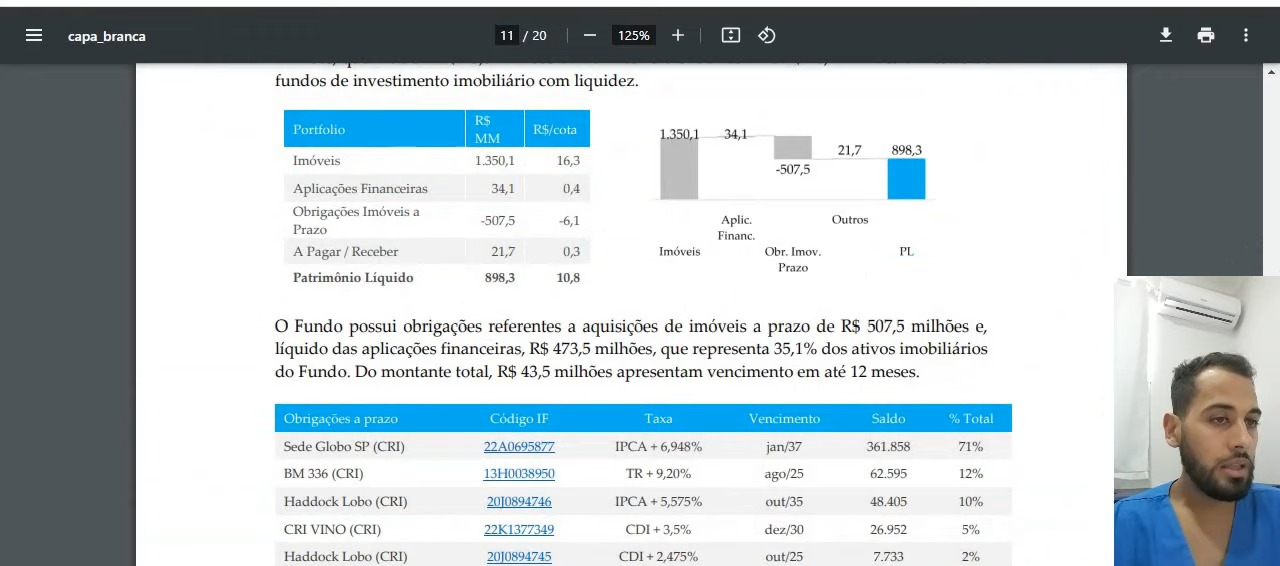 capa_branca
11 / 20
125%
fundos de investimento imobiliário com liquidez.
Portfolio R$ MM R$/cota
Imóveis 1.350,1 16,3
Aplicações Financeiras 34,1 0,4
Obrigações Imóveis a Prazo -507,5 -6,1
A Pagar / Receber 21,7 0,3
Patrimônio Líquido 898,3 10,8
1.350,1 34,1 -507,5 21,7 898,3
Imóveis
Aplic. Financ.
Obr. Imov. Prazo
Outros
PL
O Fundo possui obrigações referentes a aquisições de imóveis a prazo de R$ 507,5 milhões e,
líquido das aplicações financeiras, R$ 473,5 milhões, que representa 35,1% dos ativos imobiliários
do Fundo. Do montante total, R$ 43,5 milhões apresentam vencimento em até 12 meses.
Obrigações a prazo Código IF Taxa Vencimento Saldo % Total
Sede Globo SP (CRI) 22A0695877 IPCA + 6,948% jan/37 361.858 71%
BM 336 (CRI) 13H0038950 TR + 9,20% ago/25 62.595 12%
Haddock Lobo (CRI) 20J0894746 IPCA + 5,575% out/35 48.405 10%
CRI VINO (CRI) 22K1377349 CDI + 3,5% dez/30 26.952 5%
Haddock Lobo (CRI) 20J0894745 CDI + 2,475% out/25 7.733 2%